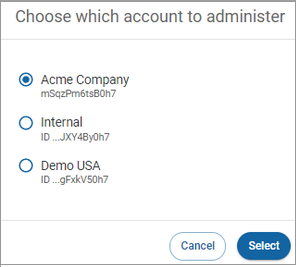 Choose which account to administer
Acme Company
mSqzPm6tsB0h7
Internal
ID ...JXY4By0h7
Demo USA
ID ...gFxkV50h7
Cancel
Select